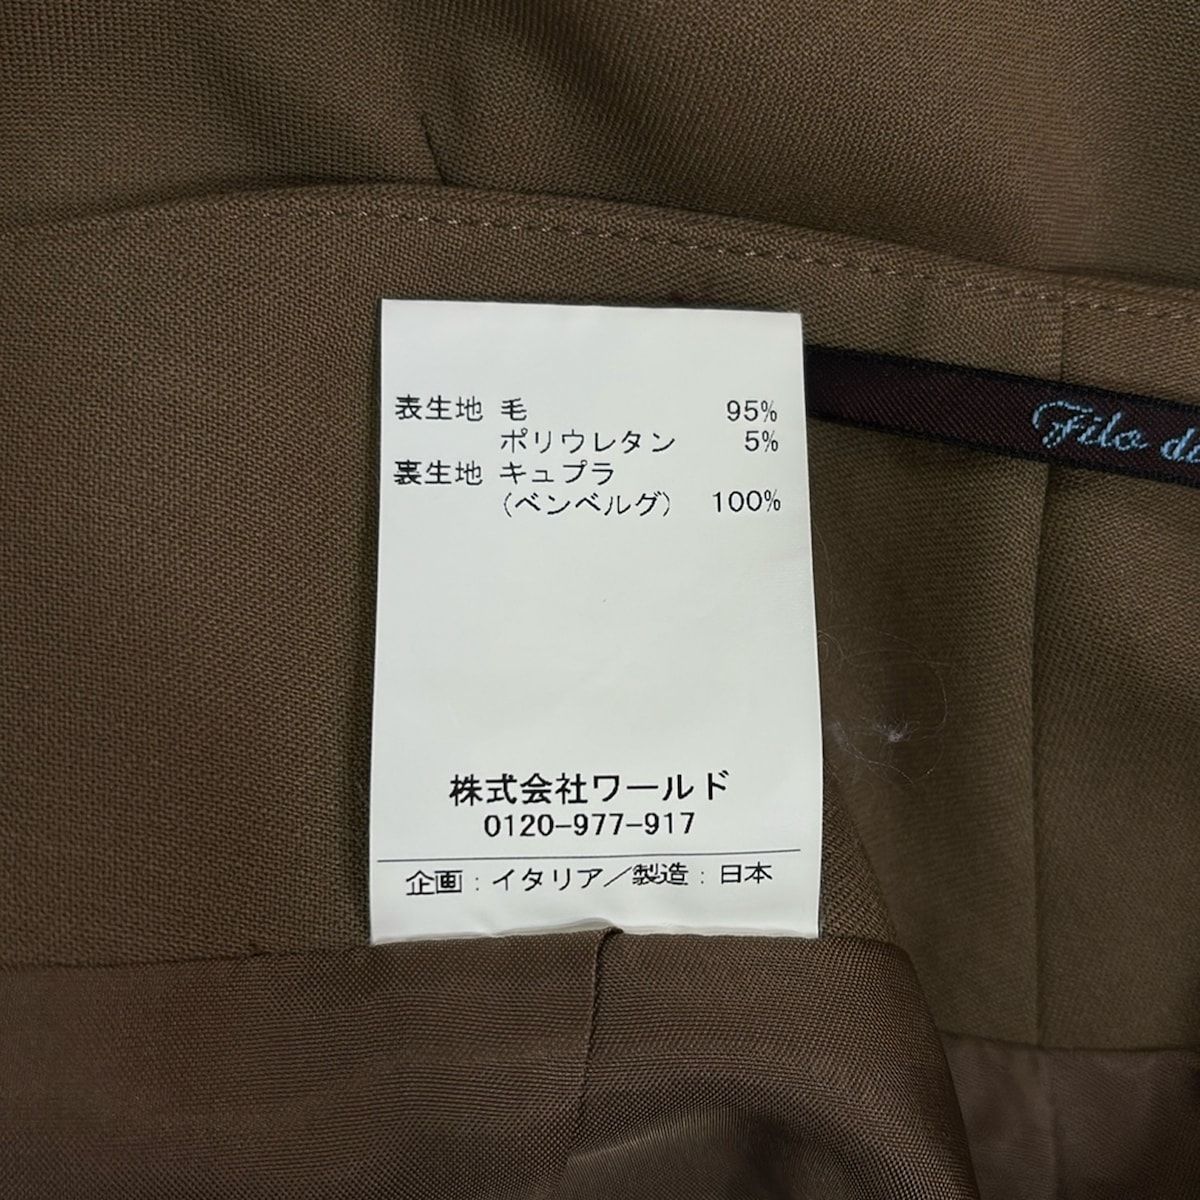 表生地 毛 95%
ポリウレタン 5%
裏生地 キュプラ
(ベンベルグ) 100%
株式会社ワールド
0120-977-917
企画:イタリア/製造:日本
Filo